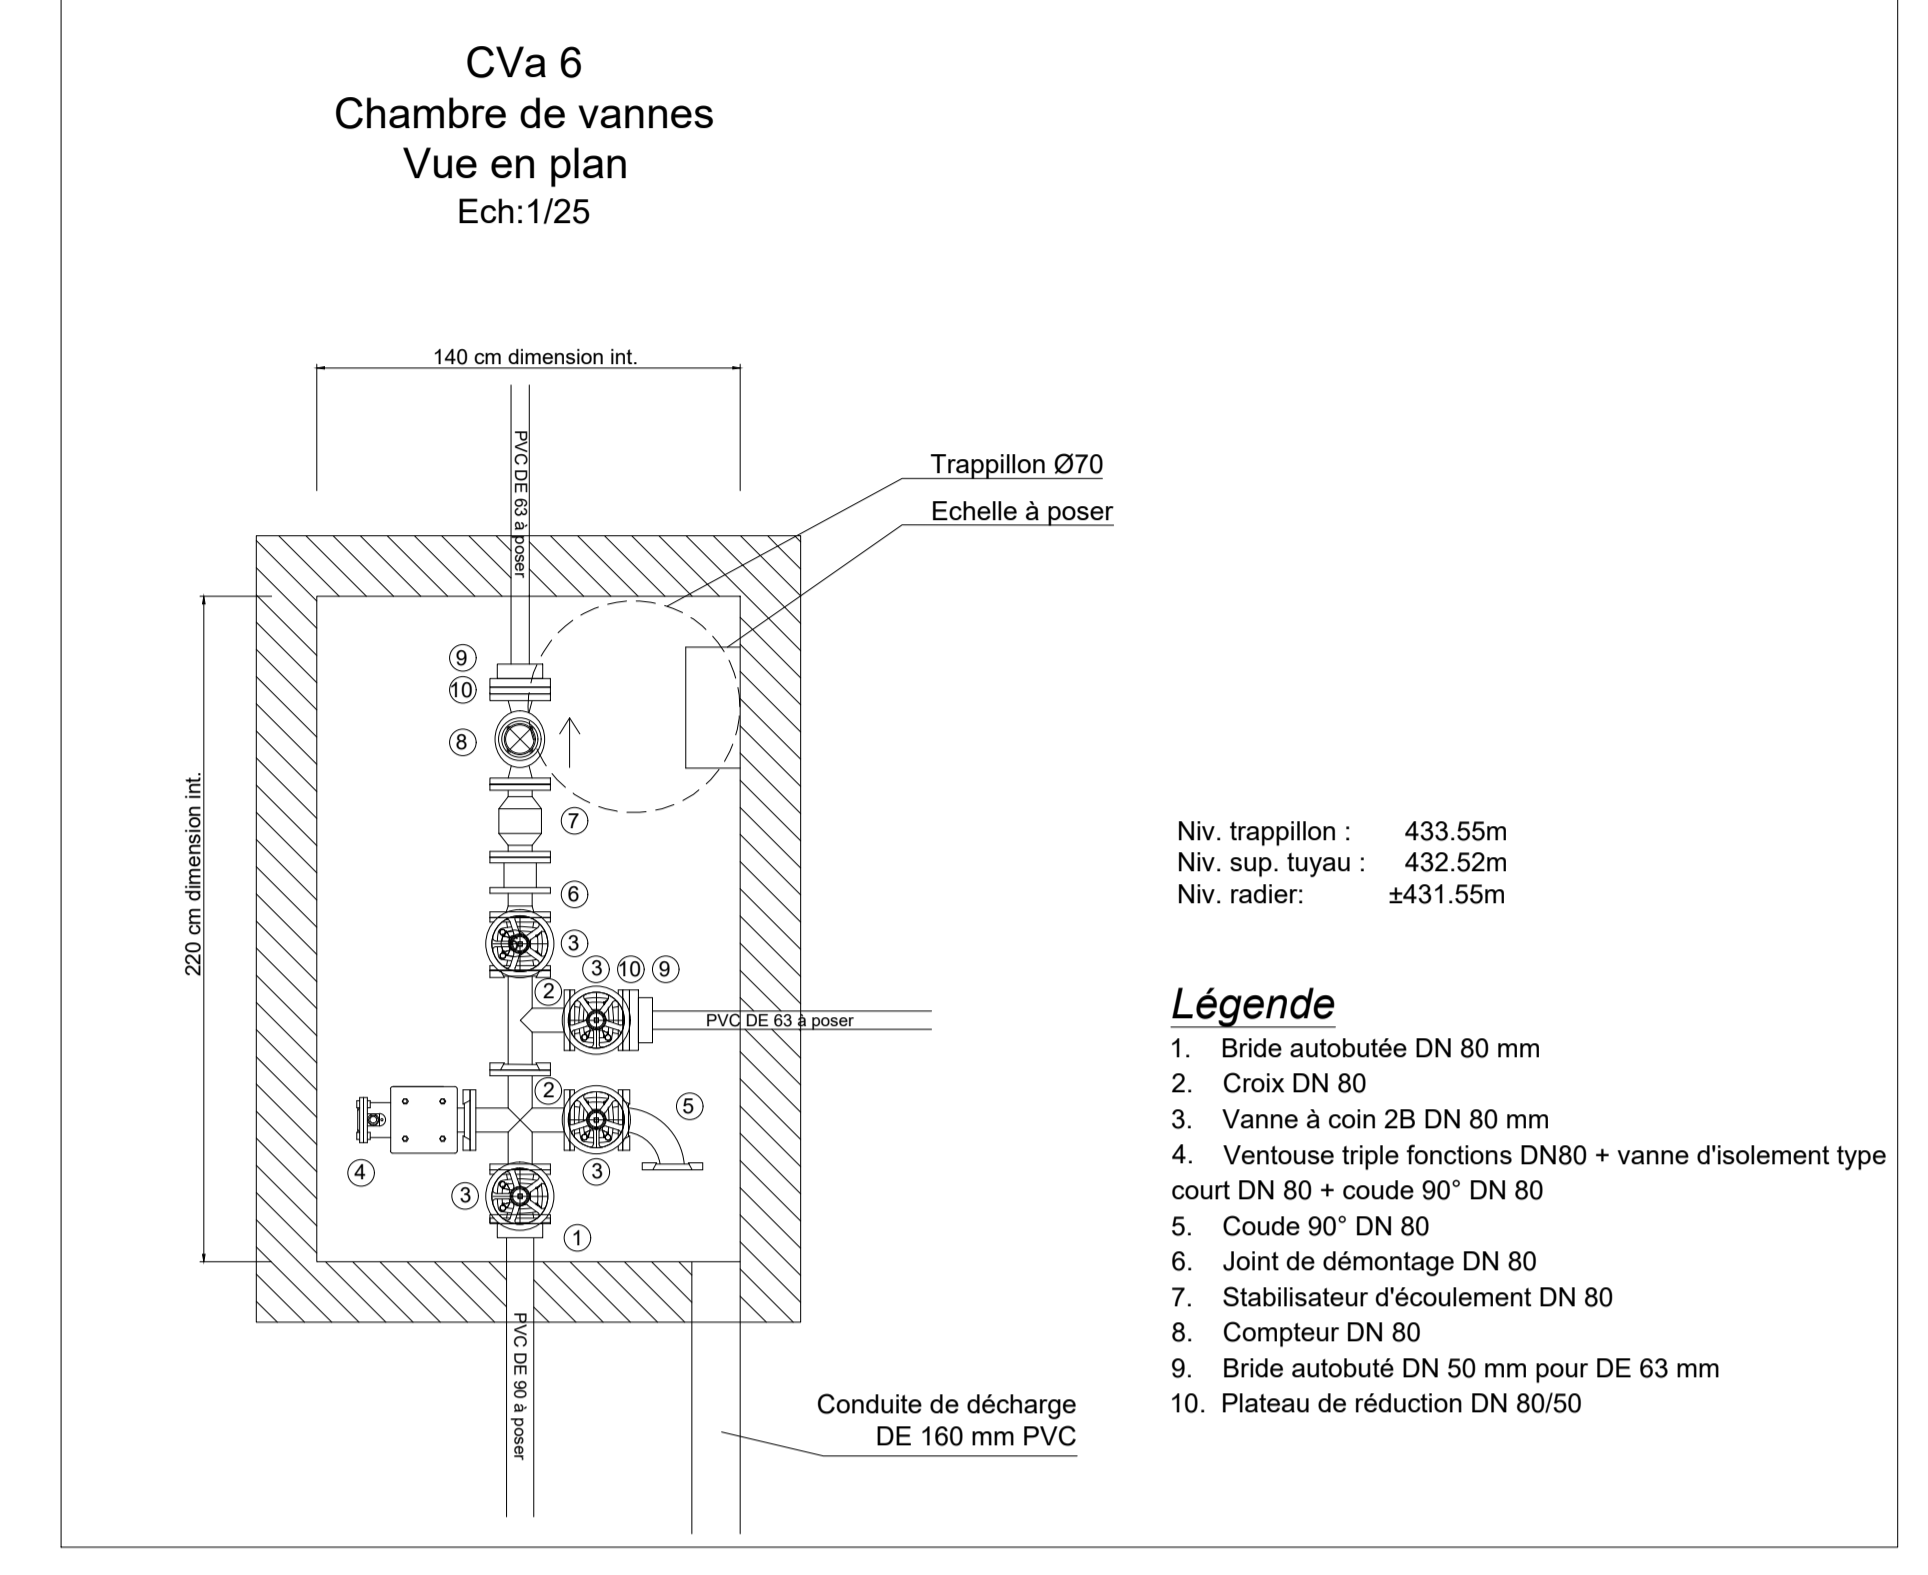 CVa 6
Chambre de vannes
Vue en plan
Ech:1/25
140 cm dimension int.
PVC DE 63 à poser
Trappillon Ø70
Echelle à poser
220 cm dimension int.
9
10
8
7
6
3
3 10 9
2
PVC DE 63 à poser
2
5
4
3
3
1
PVC DE 90 à poser
Conduite de décharge
DE 160 mm PVC
Niv. trappillon : 433.55m
Niv. sup. tuyau : 432.52m
Niv. radier: ±431.55m
Légende
1. Bride autobutée DN 80 mm
2. Croix DN 80
3. Vanne à coin 2B DN 80 mm
4. Ventouse triple fonctions DN80 + vanne d'isolement type
court DN 80 + coude 90° DN 80
5. Coude 90° DN 80
6. Joint de démontage DN 80
7. Stabilisateur d'écoulement DN 80
8. Compteur DN 80
9. Bride autobuté DN 50 mm pour DE 63 mm
10. Plateau de réduction DN 80/50